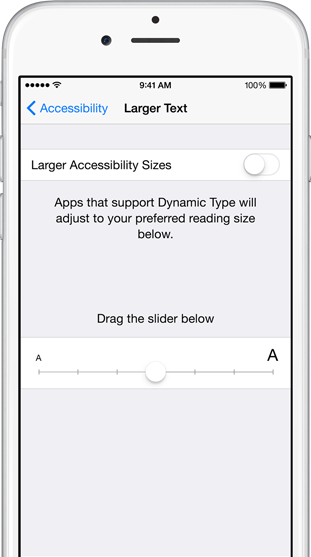 9:41 AM 100%
Accessibility Larger Text
Larger Accessibility Sizes
Apps that support Dynamic Type will
adjust to your preferred reading size
below.
Drag the slider below
A A